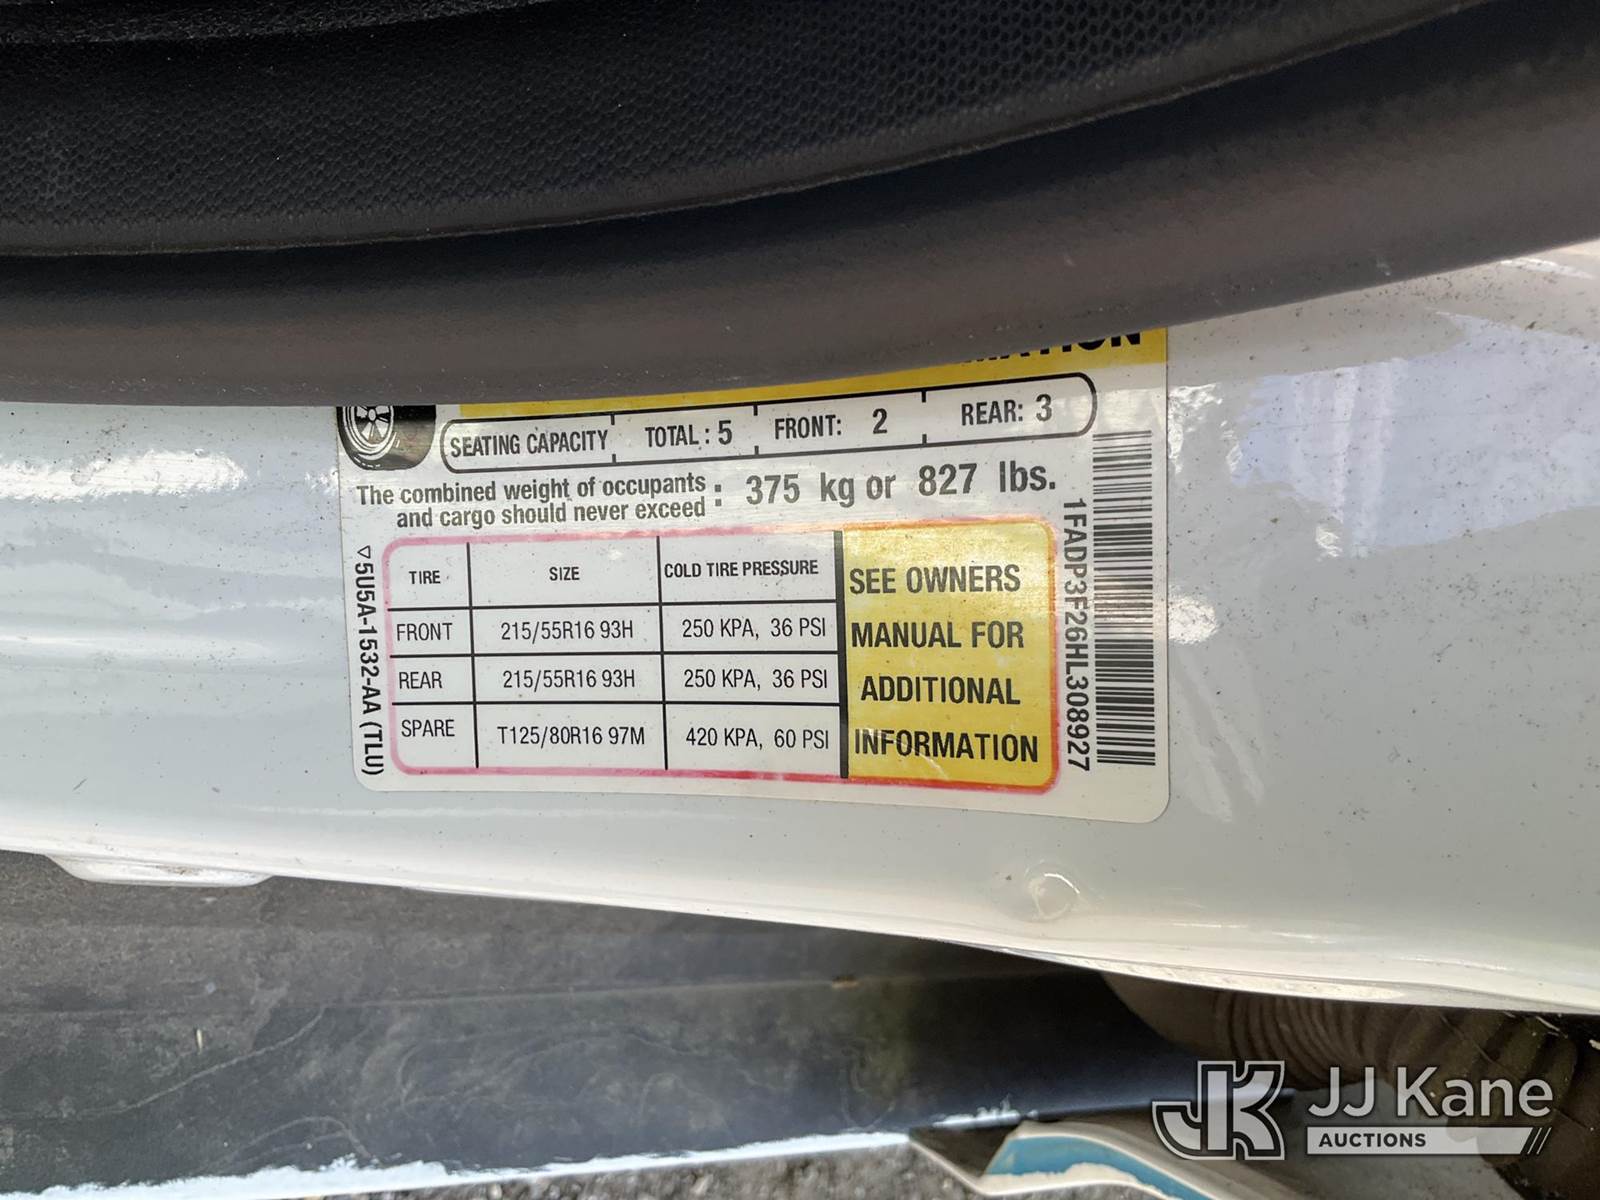 SEATING CAPACITY TOTAL : 5 FRONT: 2 REAR: 3
The combined weight of occupants
and cargo should never exceed : 375 kg or 827 lbs.
TIRE SIZE COLD TIRE PRESSURE
FRONT 215/55R16 93H 250 KPA, 36 PSI
REAR 215/55R16 93H 250 KPA, 36 PSI
SPARE T125/80R16 97M 420 KPA, 60 PSI
SEE OWNERS
MANUAL FOR
ADDITIONAL
INFORMATION
5U5A-1532-AA (TLU)
1FADP3F26HL308927
JK JJ Kane
AUCTIONS